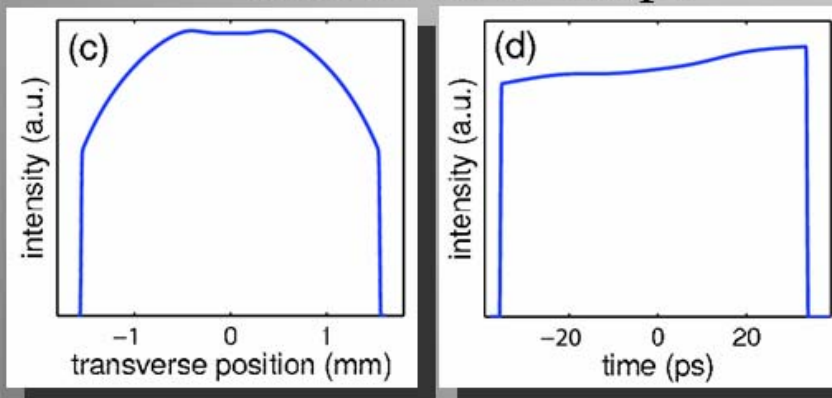 (c)
intensity (a.u.)
-1
0
1
transverse position (mm)
(d)
intensity (a.u.)
-20
0
20
time (ps)